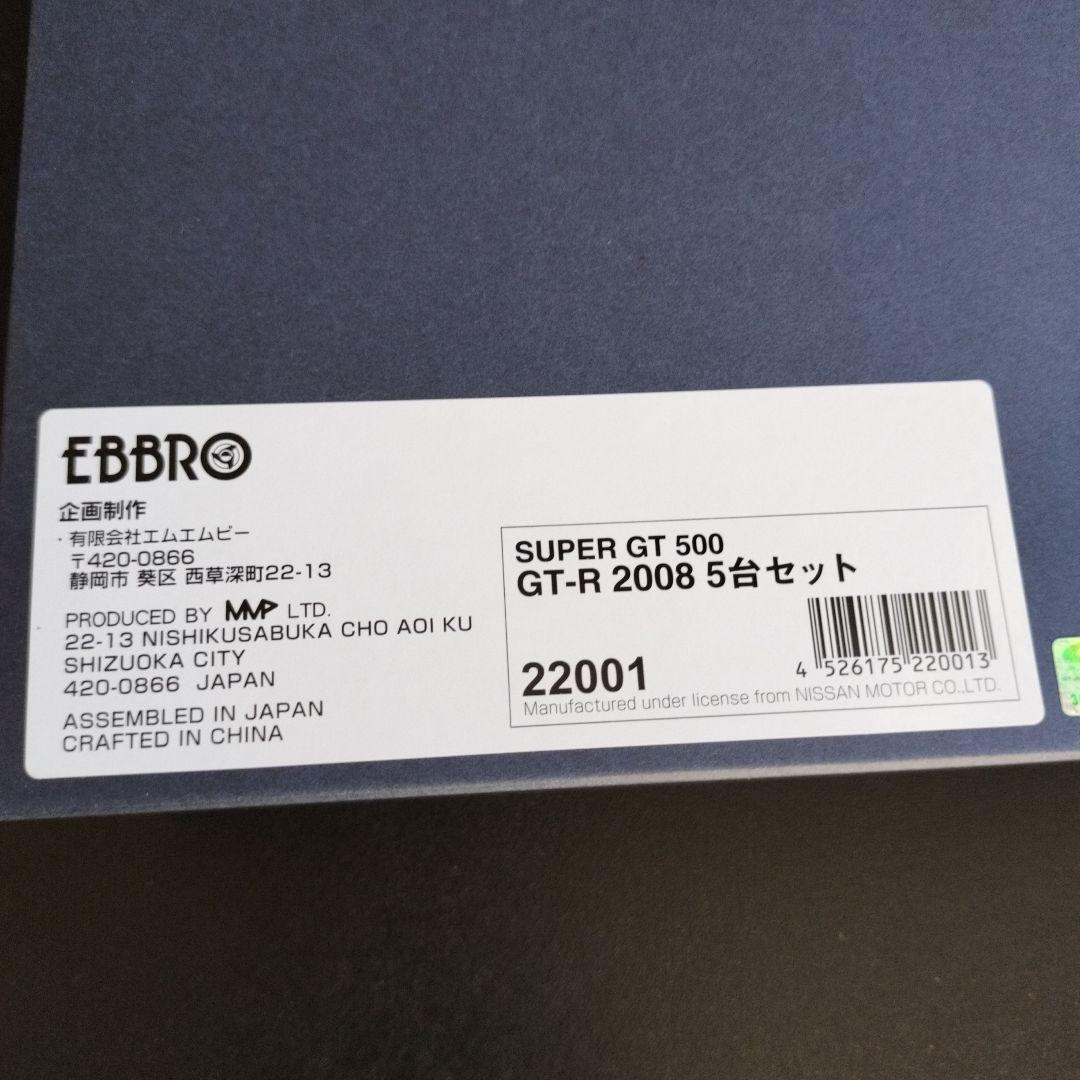 EBBRO
企画制作
・有限会社エムエムビー
〒420-0866
静岡市 葵区 西草深町22-13
PRODUCED BY MMP LTD.
22-13 NISHIKUSABUKA CHO AOI KU
SHIZUOKA CITY
420-0866 JAPAN
ASSEMBLED IN JAPAN
CRAFTED IN CHINA
SUPER GT 500
GT-R 2008 5台セット
22001
4 526175 220013
Manufactured under license from NISSAN MOTOR CO.,LTD.